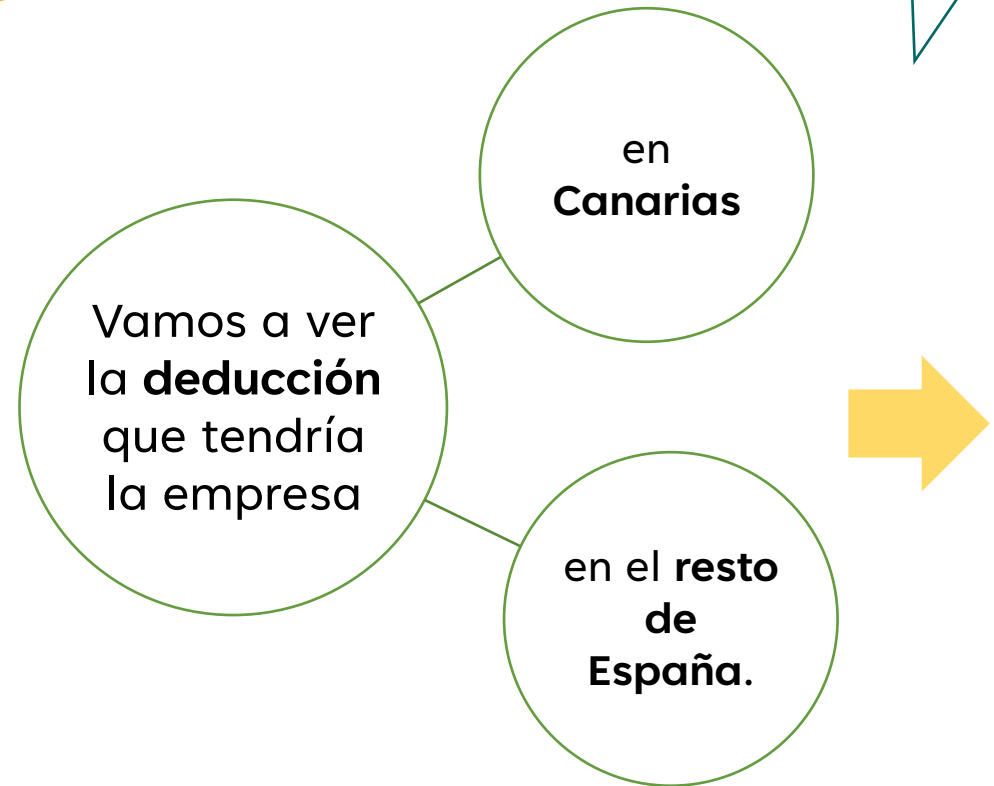 Vamos a ver
la deducción
que tendría
la empresa
en
Canarias
en el resto
de
España.